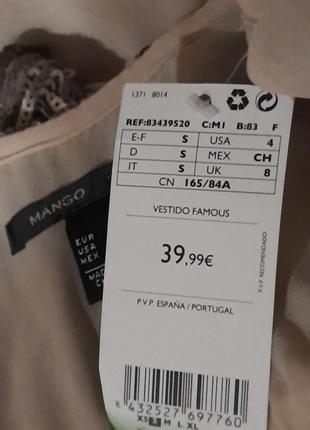 1371 8014
REF:83439520 C:M1 B:83 F
E-F S USA 4
D S MEX CH
IT S UK 8
CN 165/84A
VESTIDO FAMOUS
39,99€
P.V.P. RECOMENDADO
P.V.P. ESPAÑA / PORTUGAL
8 432527 697760
XS S M L XL
MANGO
EUR
USA
MEX
MADE